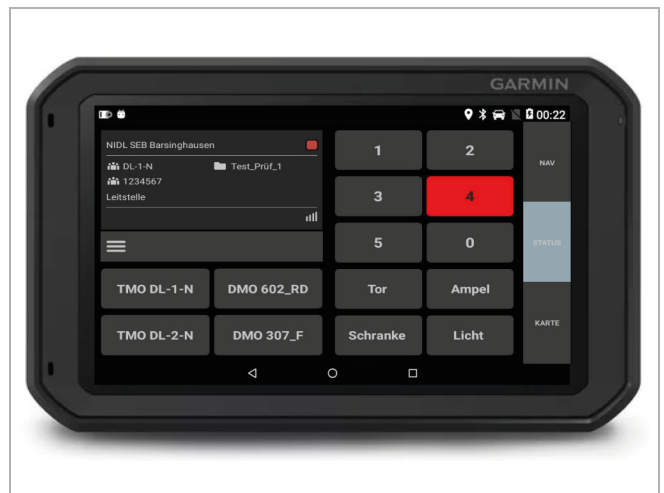 GARMIN
00:22
NIDL SEB Barsinghausen
DL-1-N Test_Prüf_1
1234567
Leitstelle
1 2
3 4
5 0
TMO DL-1-N DMO 602_RD Tor Ampel
TMO DL-2-N DMO 307_F Schranke Licht
NAV
STATUS
KARTE